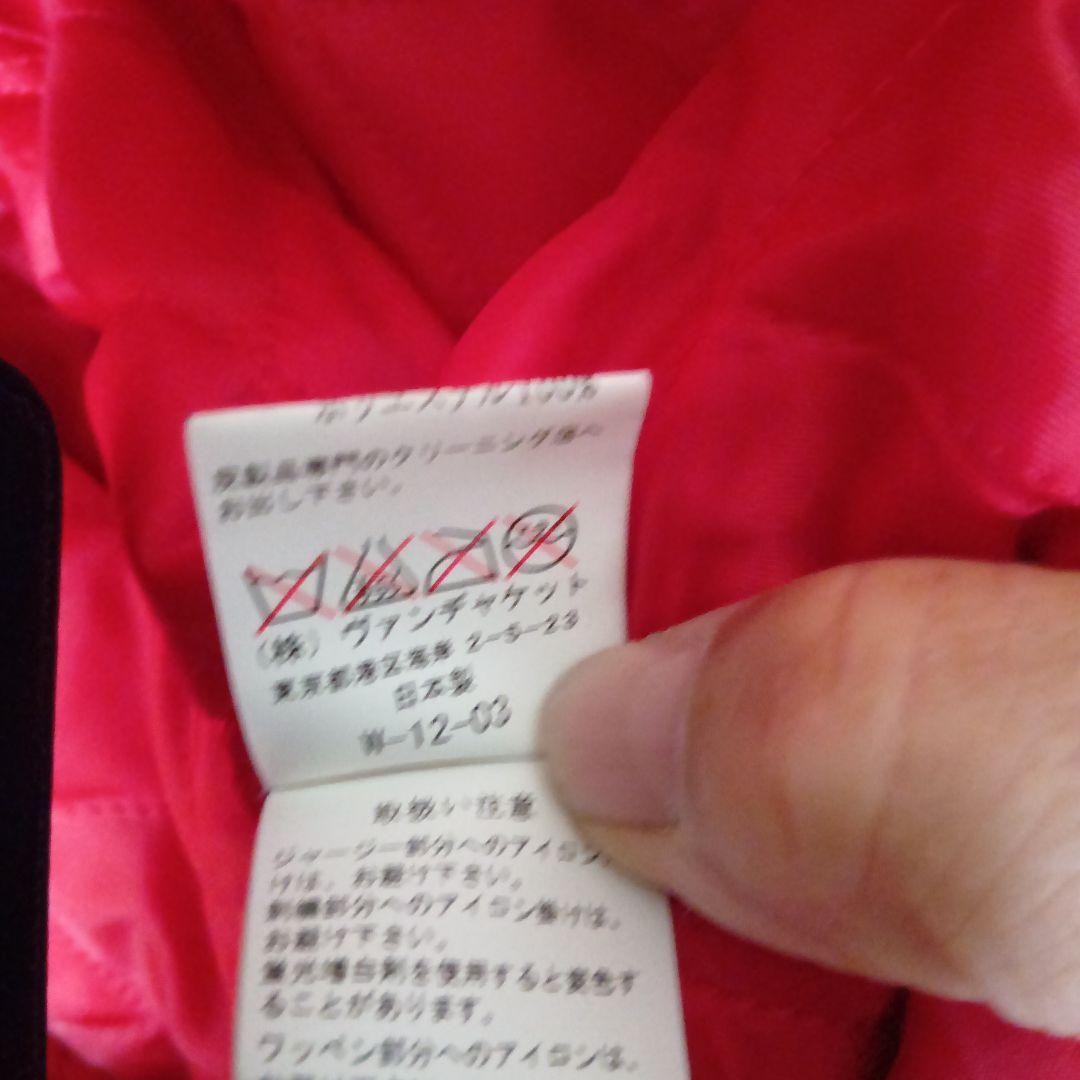 ポリエステル100%
皮製品専門のクリーニング店へ
お出し下さい。
(株) ヴァンヂャケット
東京都港区海岸 2-5-23
日本製
W-12-03
取扱い注意
ジャージー部分へのアイロン
けは、お避け下さい。
刺繍部分へのアイロン掛けは、
お避け下さい。
蛍光増白剤を使用すると変色す
ることがあります。
ワッペン部分へのアイロンは、